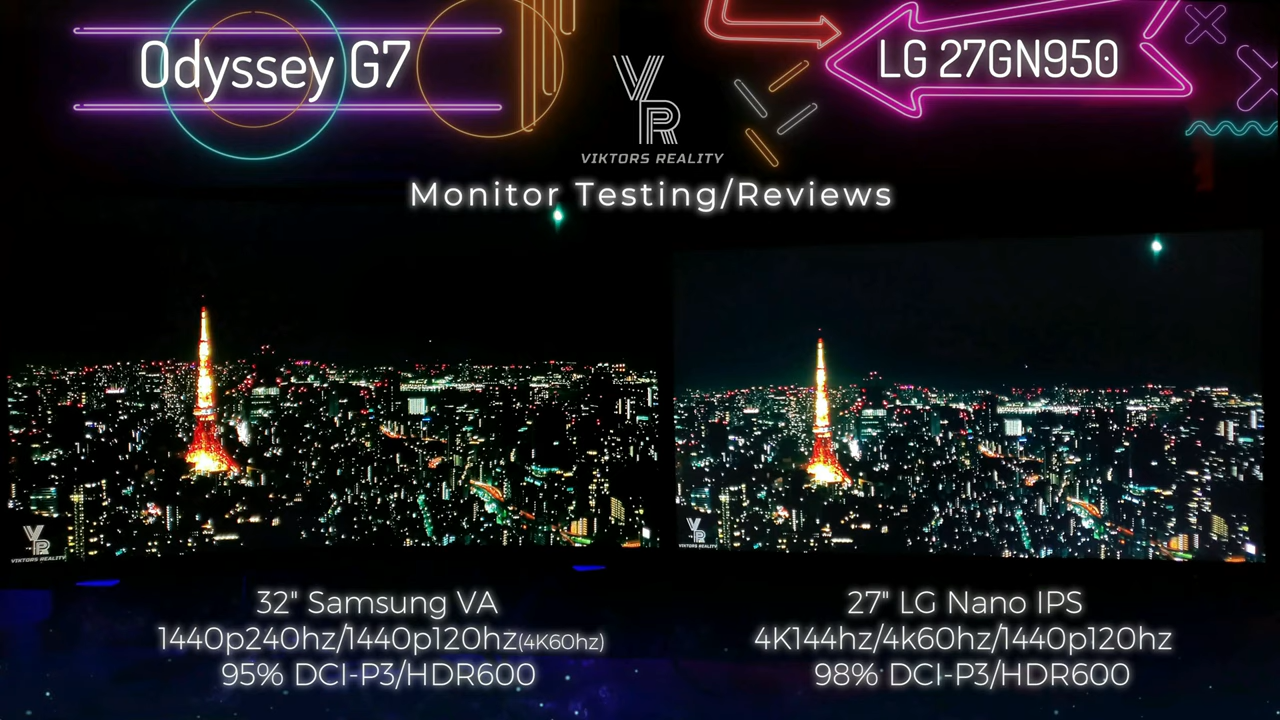 Odyssey G7
LG 27GN950
VR
VIKTORS REALITY
Monitor Testing/Reviews
VR
VIKTORS REALITY
VR
VIKTORS REALITY
32" Samsung VA
1440p240hz/1440p120hz(4K60hz)
95% DCI-P3/HDR600
27" LG Nano IPS
4K144hz/4k60hz/1440p120hz
98% DCI-P3/HDR600